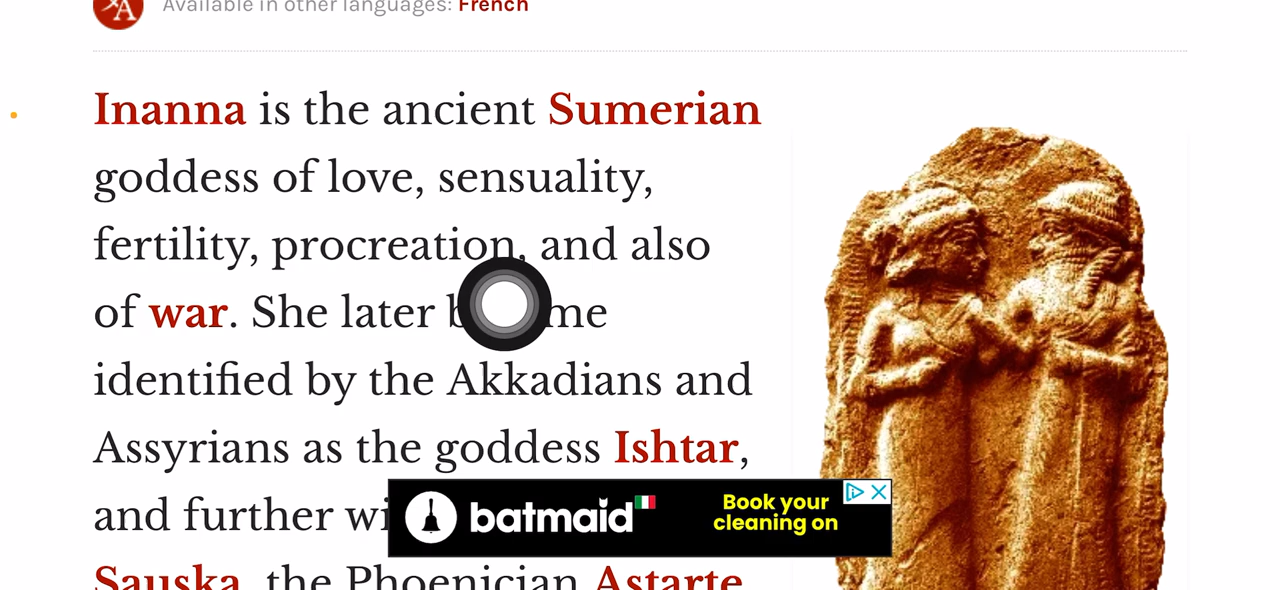 Available in other languages: French
Inanna is the ancient Sumerian
goddess of love, sensuality,
fertility, procreation, and also
of war. She later me
identified by the Akkadians and
Assyrians as the goddess Ishtar,
and further
batmaid
Book your
cleaning on
Sauska, the Phoenician Astarte